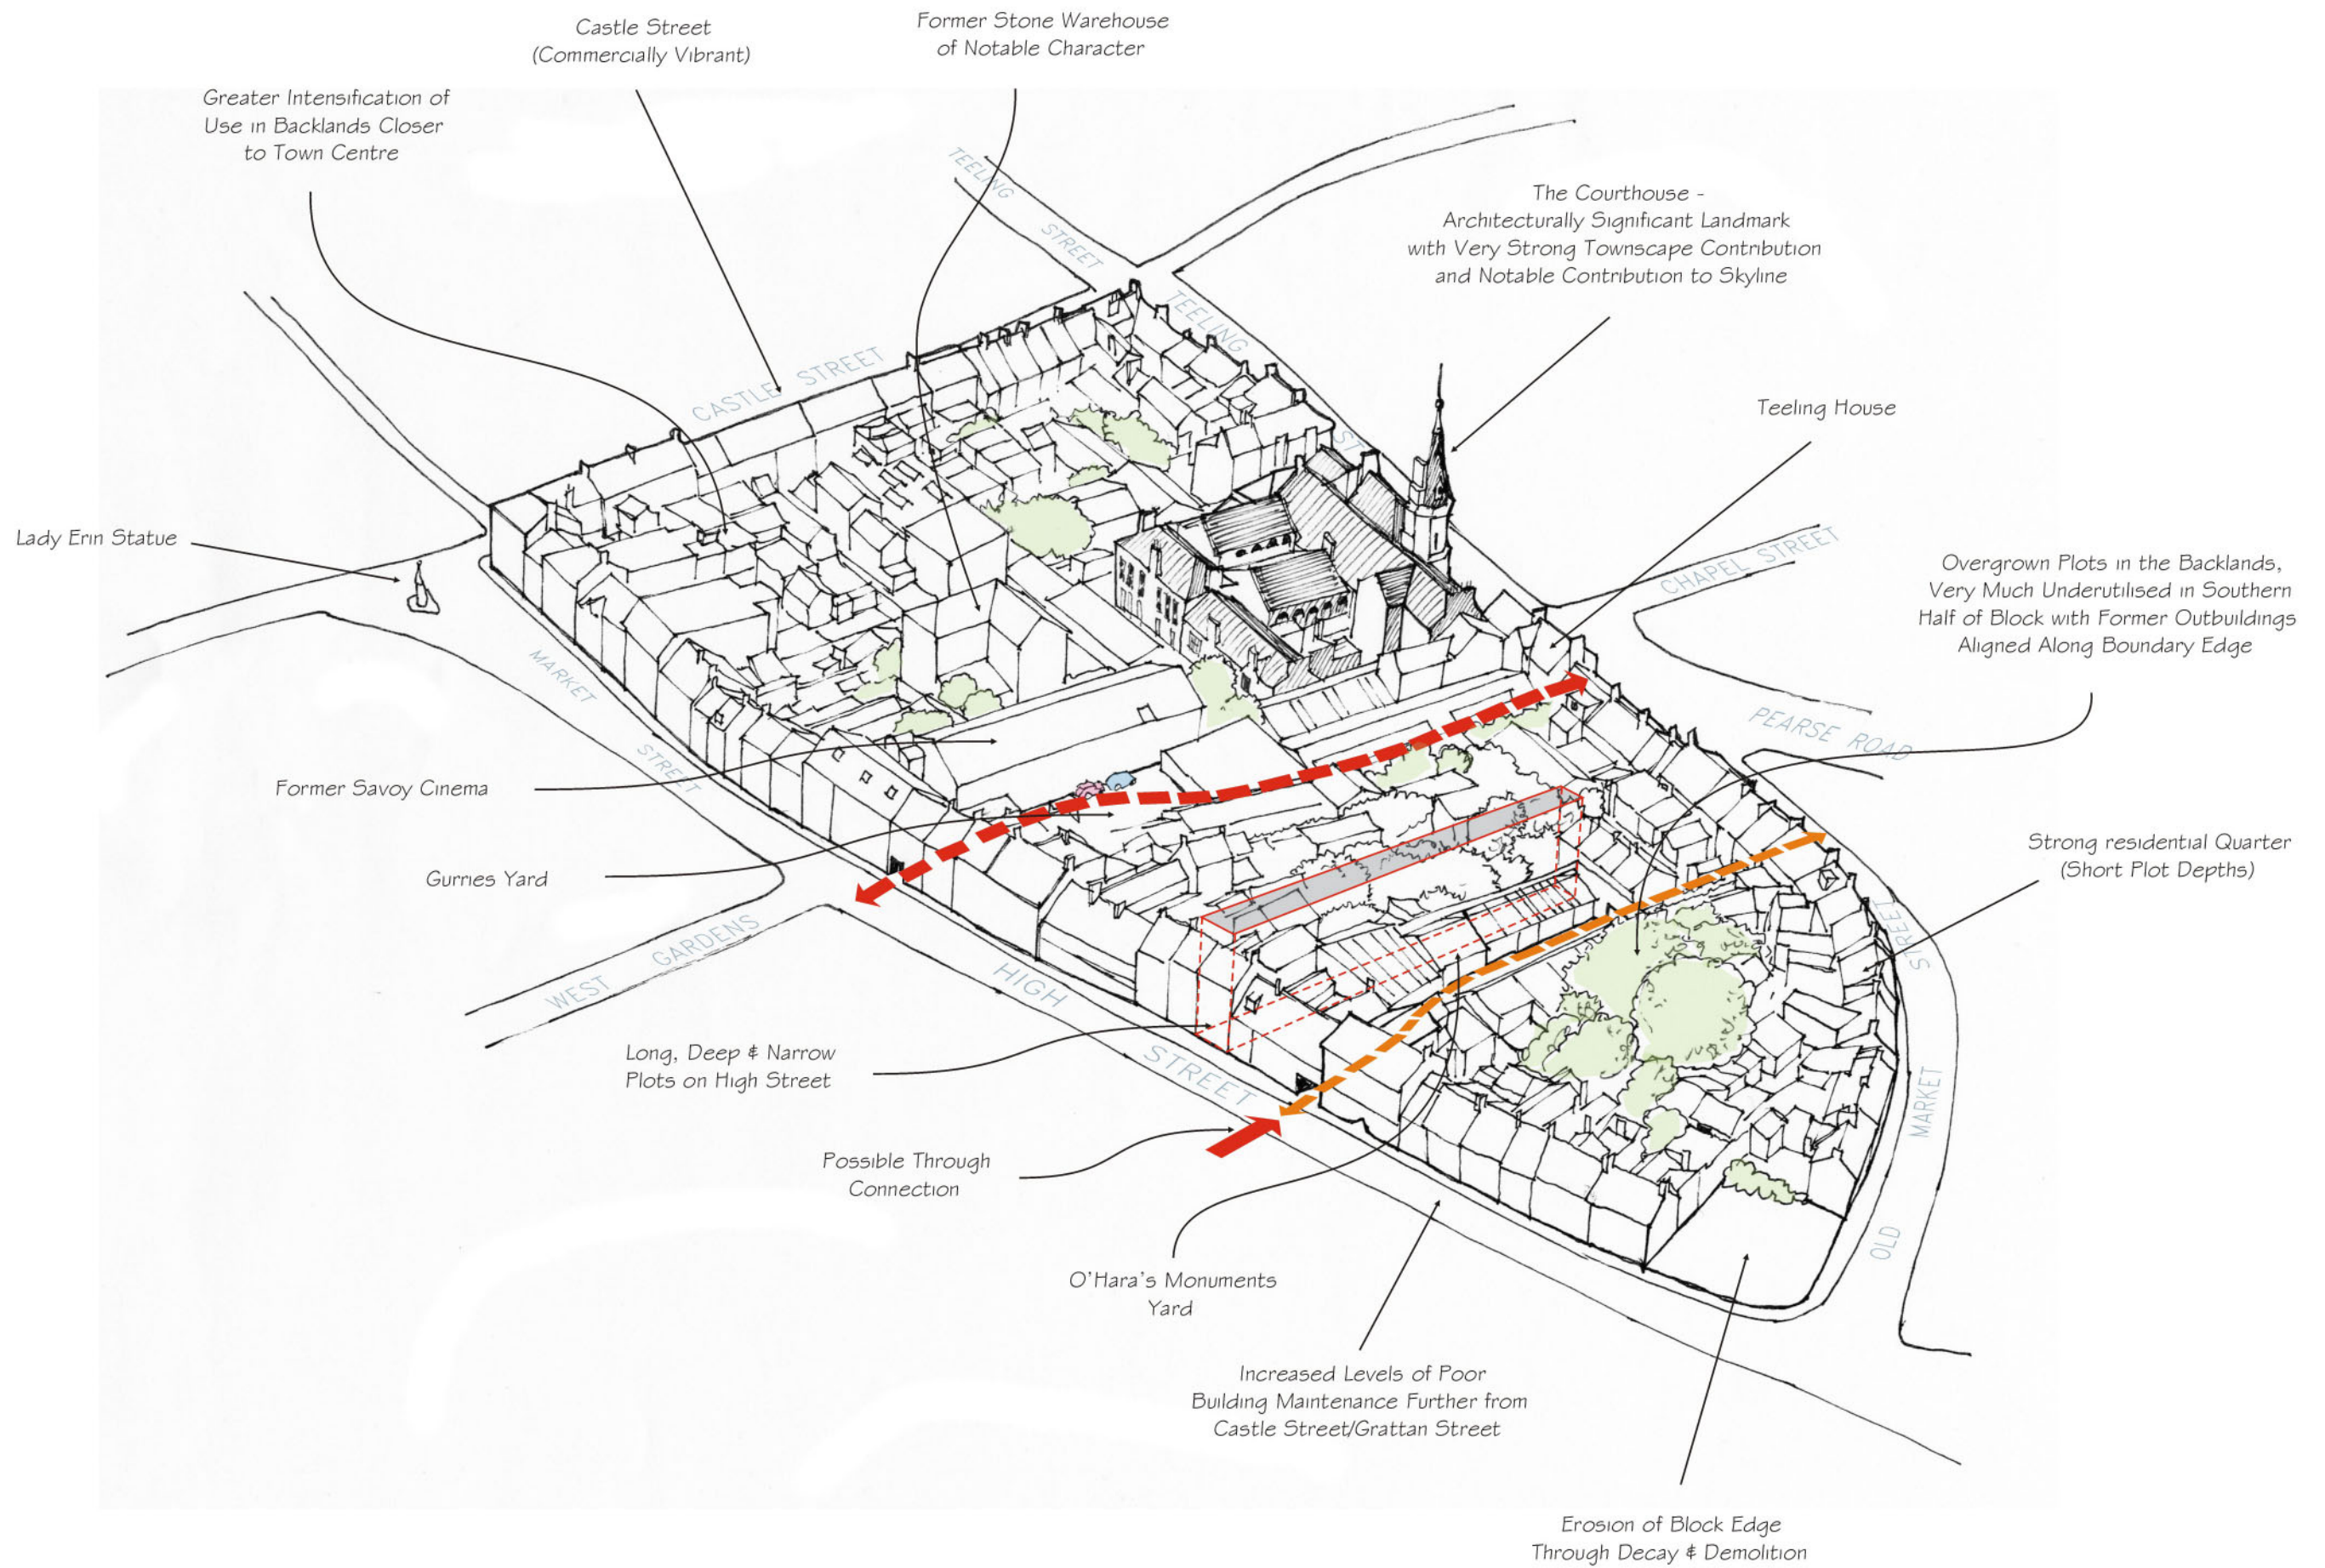 Castle Street
(Commercially Vibrant)
Former Stone Warehouse
of Notable Character
Greater Intensification of
Use in Backlands Closer
to Town Centre
The Courthouse -
Architecturally Significant Landmark
with Very Strong Townscape Contribution
and Notable Contribution to Skyline
Teeling House
Lady Erin Statue
Overgrown Plots in the Backlands,
Very Much Underutilised in Southern
Half of Block with Former Outbuildings
Aligned Along Boundary Edge
Former Savoy Cinema
Gurries Yard
Strong residential Quarter
(Short Plot Depths)
Long, Deep & Narrow
Plots on High Street
Possible Through
Connection
O'Hara's Monuments
Yard
Increased Levels of Poor
Building Maintenance Further from
Castle Street/Grattan Street
Erosion of Block Edge
Through Decay & Demolition
TEELING STREET
TEELING ST
CASTLE STREET
CHAPEL STREET
PEARSE ROAD
MARKET STREET
WEST GARDENS
HIGH STREET
OLD MARKET STREET